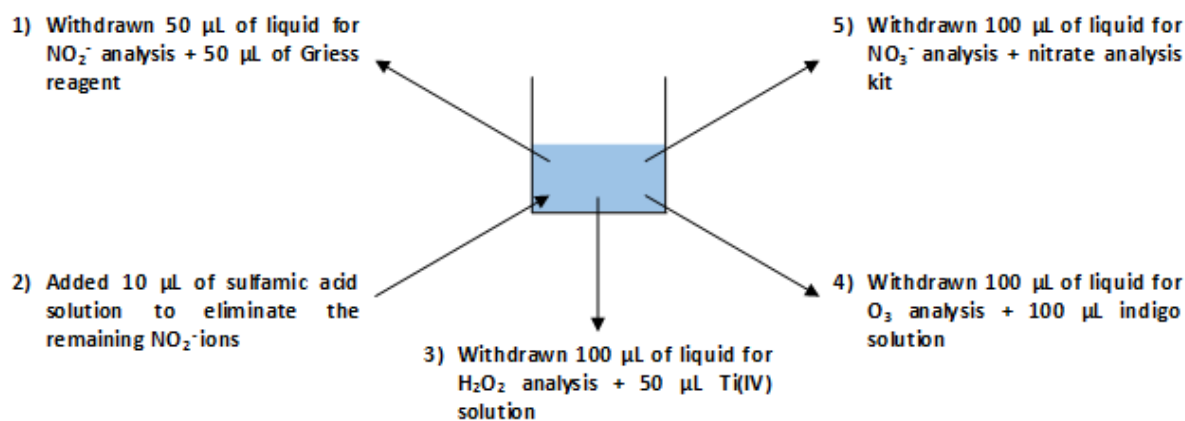 1) Withdrawn 50 µL of liquid for
NO₂⁻ analysis + 50 µL of Griess
reagent
2) Added 10 µL of sulfamic acid
solution to eliminate the
remaining NO₂⁻ions
3) Withdrawn 100 µL of liquid for
H₂O₂ analysis + 50 µL Ti(IV)
solution
4) Withdrawn 100 µL of liquid for
O₃ analysis + 100 µL indigo
solution
5) Withdrawn 100 µL of liquid for
NO₃⁻ analysis + nitrate analysis
kit